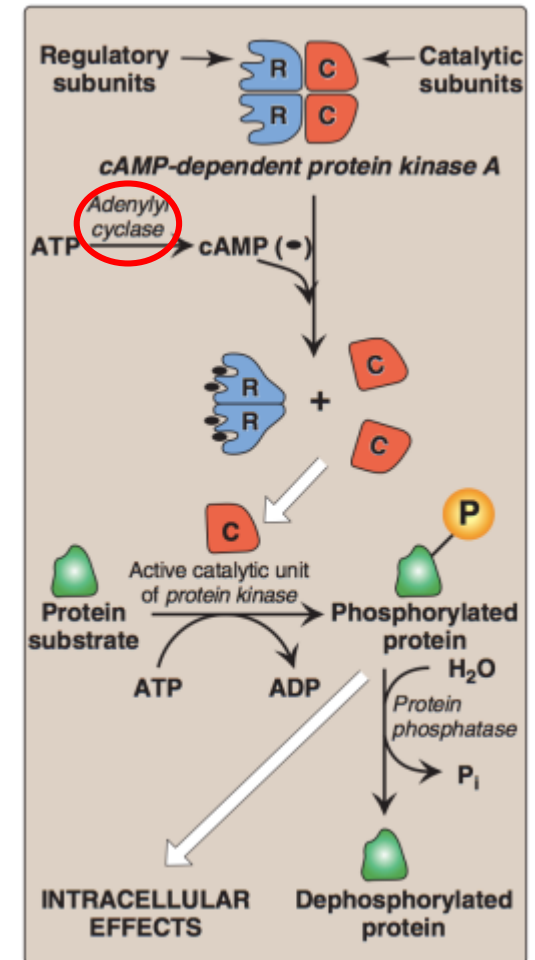 Regulatory
subunits
R
C
Catalytic
subunits
R
C
cAMP-dependent protein kinase A
Adenylyl
cyclase
ATP
cAMP (•)
R
R
+
C
C
C
P
Active catalytic unit
of protein kinase
Protein
substrate
Phosphorylated
protein
ATP
ADP
H₂O
Protein
phosphatase
Pᵢ
INTRACELLULAR
EFFECTS
Dephosphorylated
protein